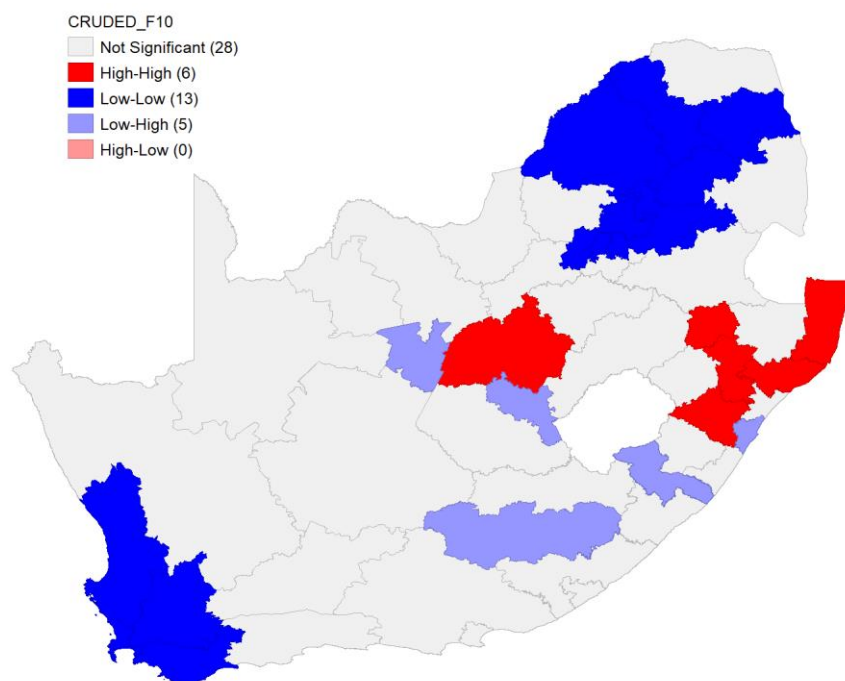 CRUDED_F10
Not Significant (28)
High-High (6)
Low-Low (13)
Low-High (5)
High-Low (0)